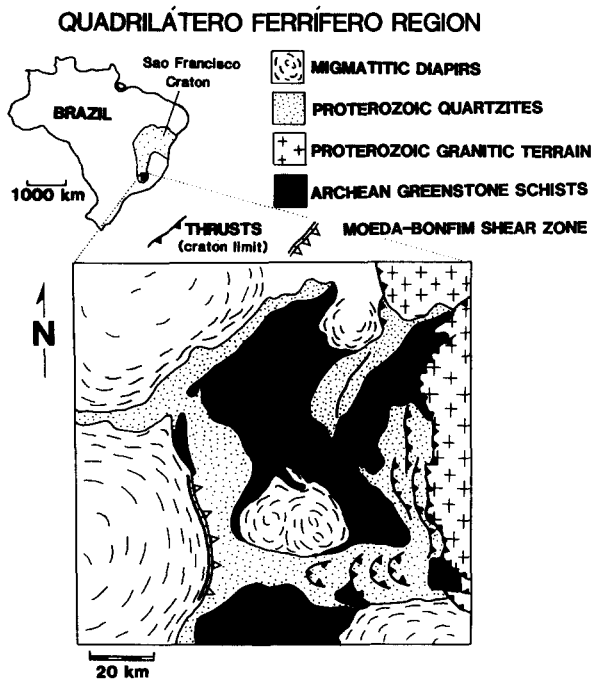 QUADRILÁTERO FERRÍFERO REGION
Sao Francisco
Craton
BRAZIL
1000 km
MIGMATITIC DIAPIRS
PROTEROZOIC QUARTZITES
PROTEROZOIC GRANITIC TERRAIN
ARCHEAN GREENSTONE SCHISTS
THRUSTS
(craton limit)
MOEDA-BONFIM SHEAR ZONE
N
20 km